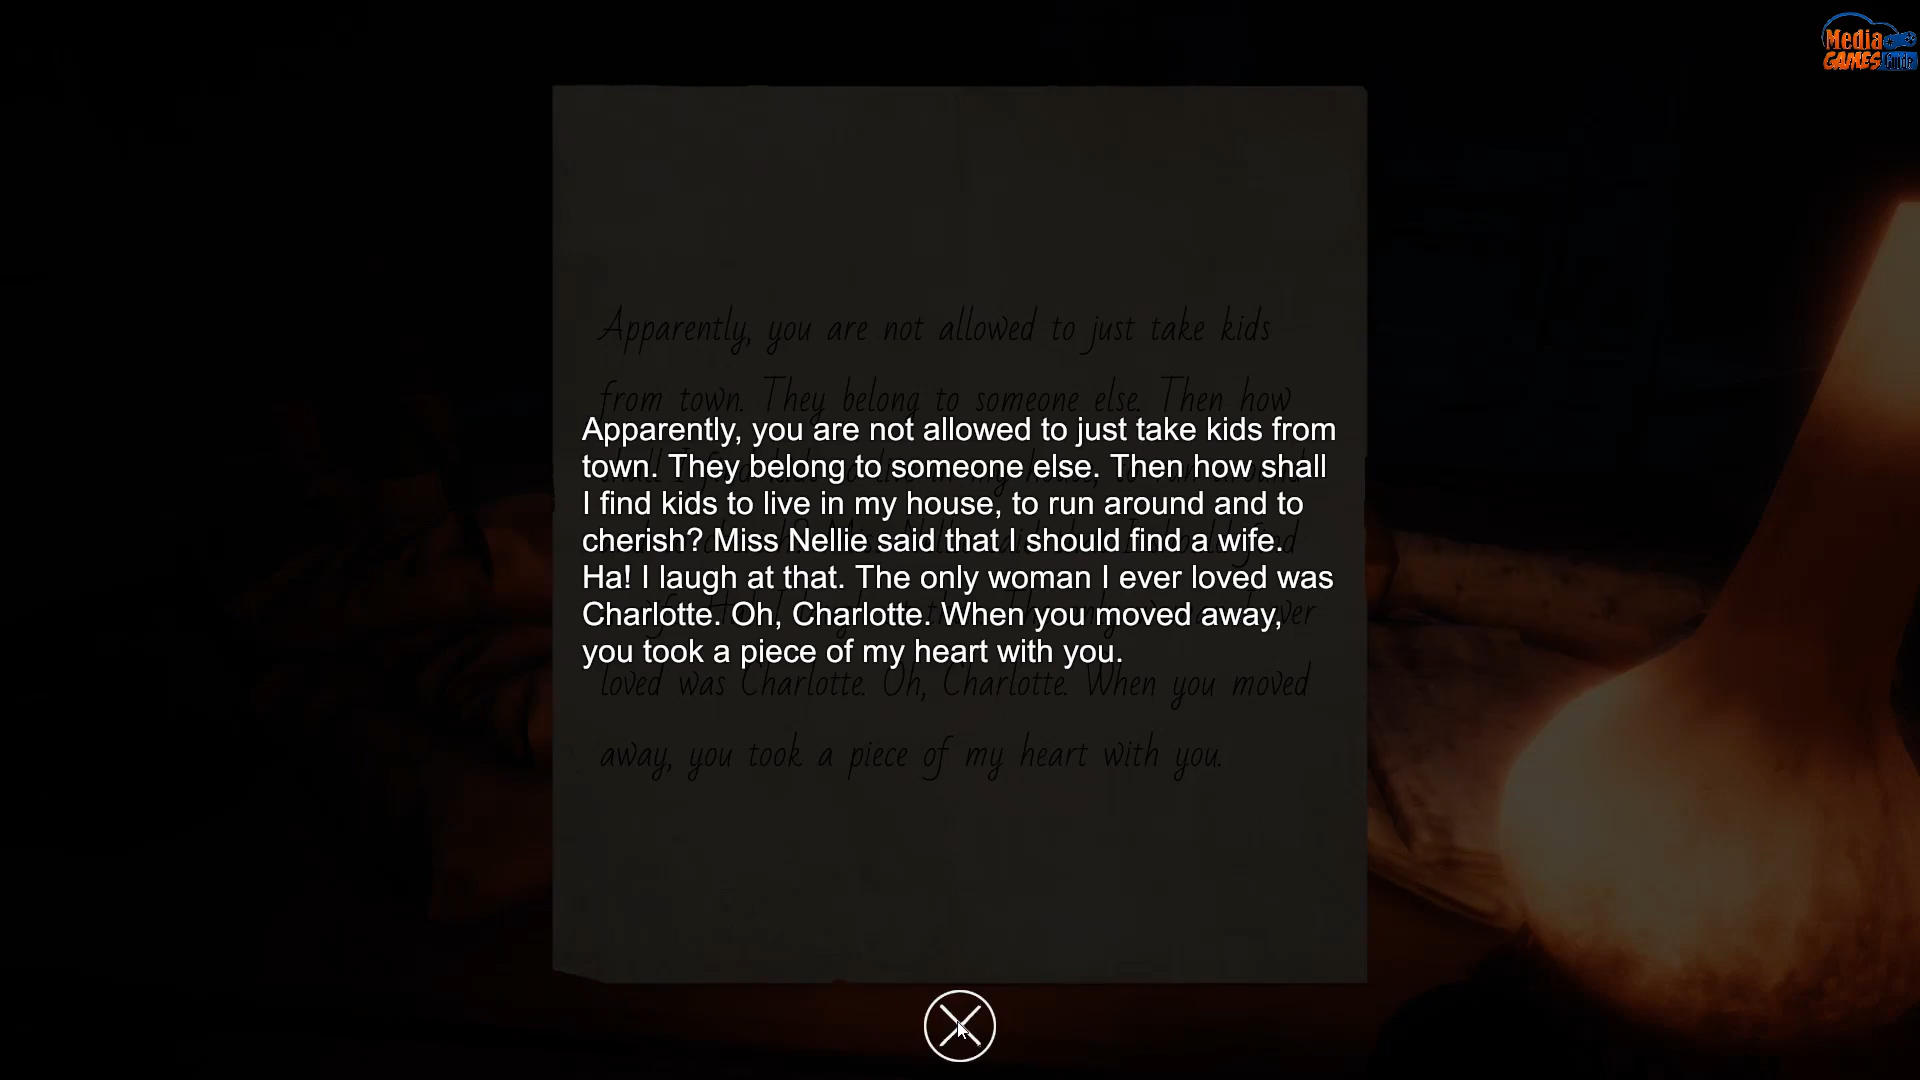 Media
GAMES Guide
Apparently, you are not allowed to just take kids
from town. They belong to someone else. Then how
Apparently, you are not allowed to just take kids from
town. They belong to someone else. Then how shall
I find kids to live in my house, to run around and to
cherish? Miss Nellie said that I should find a wife.
Ha! I laugh at that. The only woman I ever loved was
Charlotte. Oh, Charlotte. When you moved away,
you took a piece of my heart with you.
loved was Charlotte. Oh, Charlotte. When you moved
away, you took a piece of my heart with you.